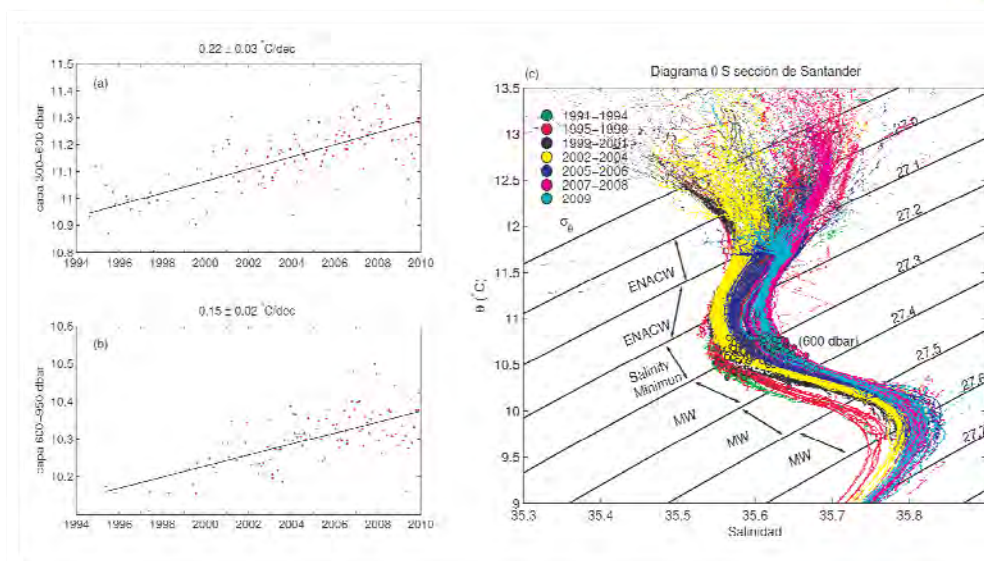 0.22 ± 0.03 °C/dec
(a)
capa 300-600 dbar
11.5
11.4
11.3
11.2
11.1
11
10.9
10.8
1994 1996 1998 2000 2002 2004 2006 2008 2010
0.15 ± 0.02 °C/dec
(b)
capa 600-950 dbar
10.6
10.5
10.4
10.3
10.2
1994 1996 1998 2000 2002 2004 2006 2008 2010
(c)
Diagrama θ S sección de Santander
1991-1994
1995-1998
1999-2001
2002-2004
2005-2006
2007-2008
2009
σθ
θ (°C)
13.5
13
12.5
12
11.5
11
10.5
10
9.5
9
27.0
27.1
27.2
27.3
27.4
27.5
27.6
27.7
ENACW
ENACW
Salinity
Minimun
MW
MW
MW
(600 dbar)
35.3 35.4 35.5 35.6 35.7 35.8
Salinidad